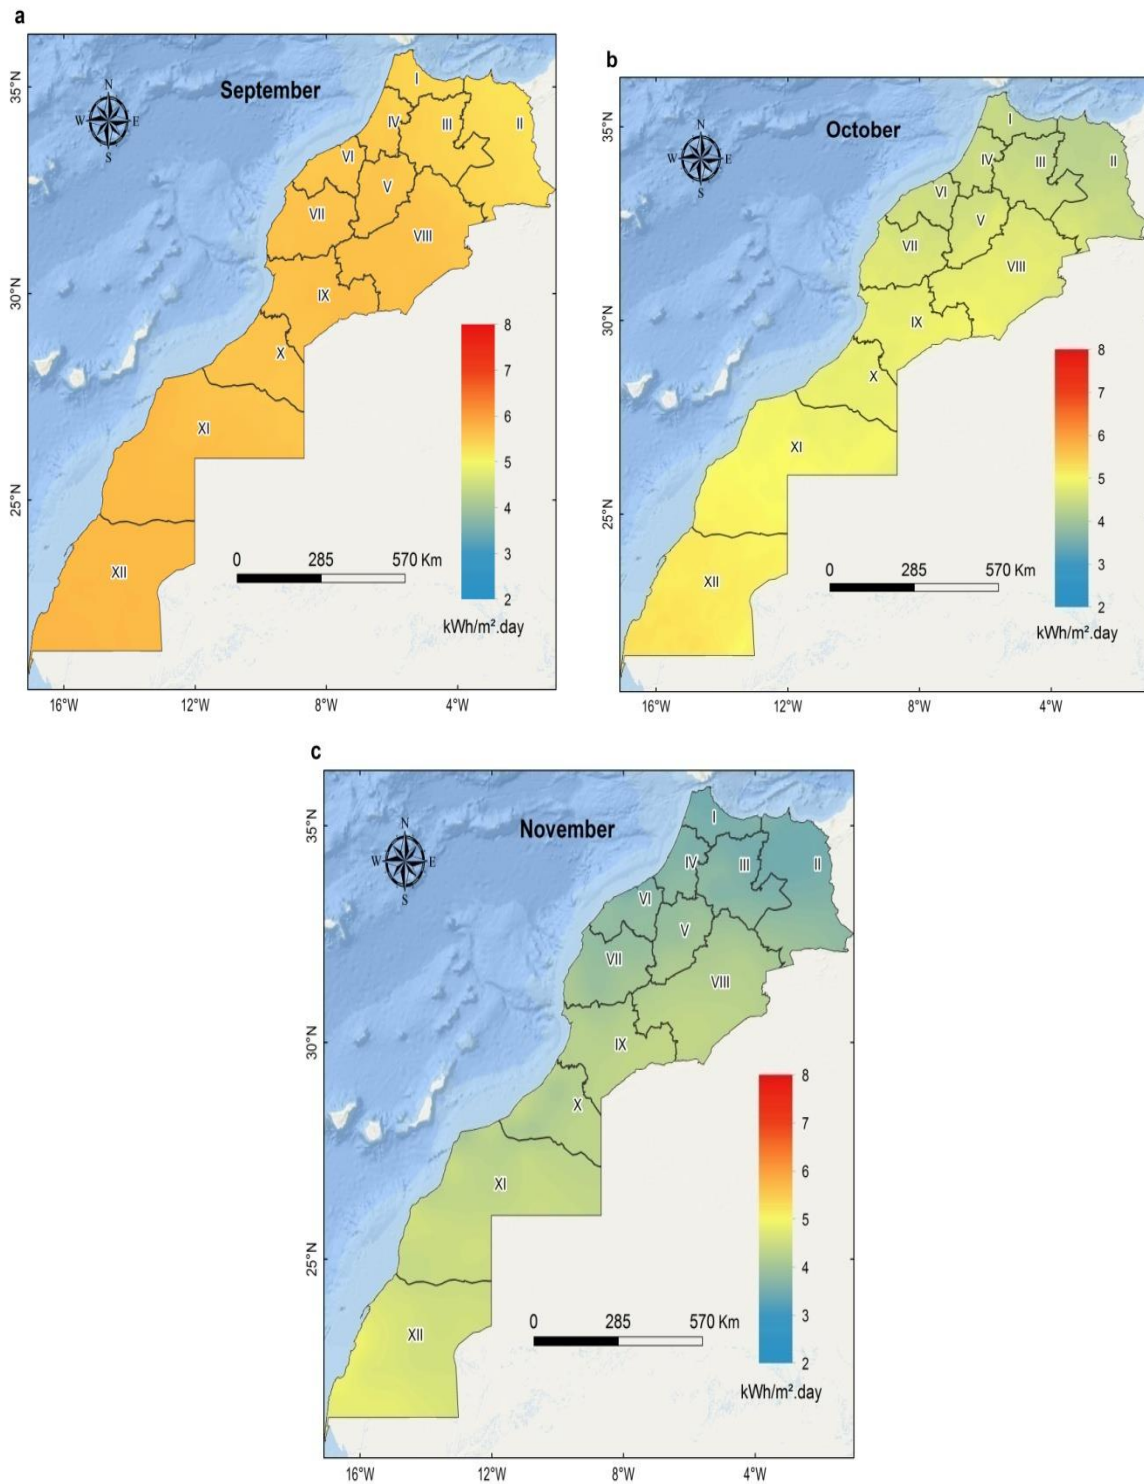 a
September
N
W E
S
35°N
30°N
25°N
I
II
III
IV
V
VI
VII
VIII
IX
X
XI
XII
8
7
6
5
4
3
2
kWh/m².day
0 285 570 Km
16°W 12°W 8°W 4°W
b
October
N
W E
S
35°N
30°N
25°N
I
II
III
IV
V
VI
VII
VIII
IX
X
XI
XII
8
7
6
5
4
3
2
kWh/m².day
0 285 570 Km
16°W 12°W 8°W 4°W
c
November
N
W E
S
35°N
30°N
25°N
I
II
III
IV
V
VI
VII
VIII
IX
X
XI
XII
8
7
6
5
4
3
2
kWh/m².day
0 285 570 Km
16°W 12°W 8°W 4°W